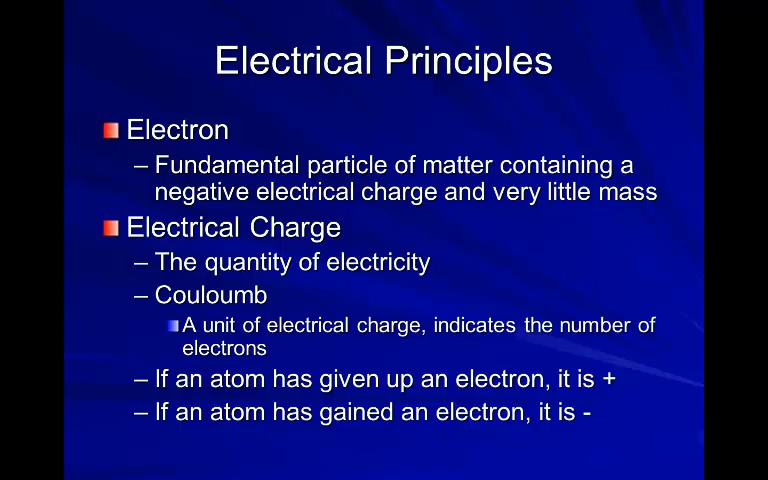 Electrical Principles
Electron
– Fundamental particle of matter containing a
negative electrical charge and very little mass
Electrical Charge
– The quantity of electricity
– Couloumb
A unit of electrical charge, indicates the number of
electrons
– If an atom has given up an electron, it is +
– If an atom has gained an electron, it is -